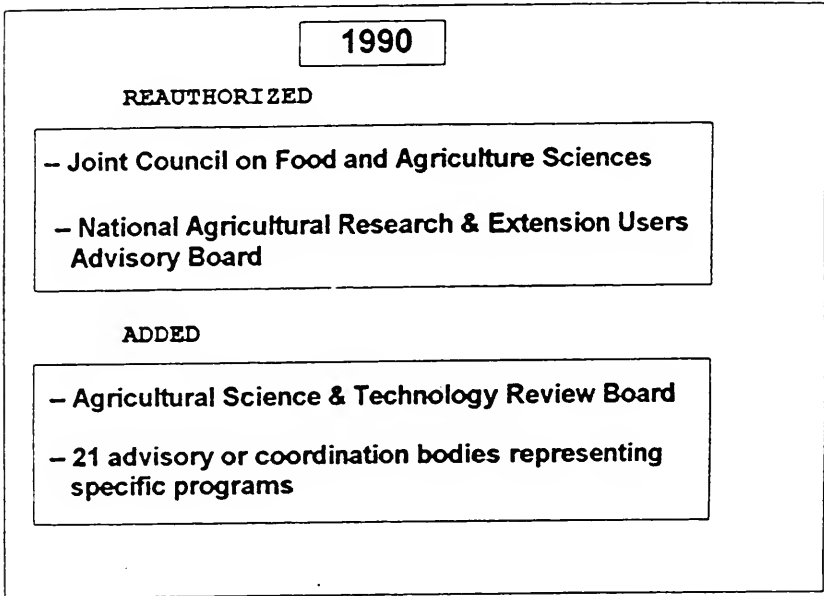 1990
REAUTHORIZED
– Joint Council on Food and Agriculture Sciences
– National Agricultural Research & Extension Users
Advisory Board
ADDED
– Agricultural Science & Technology Review Board
– 21 advisory or coordination bodies representing
specific programs